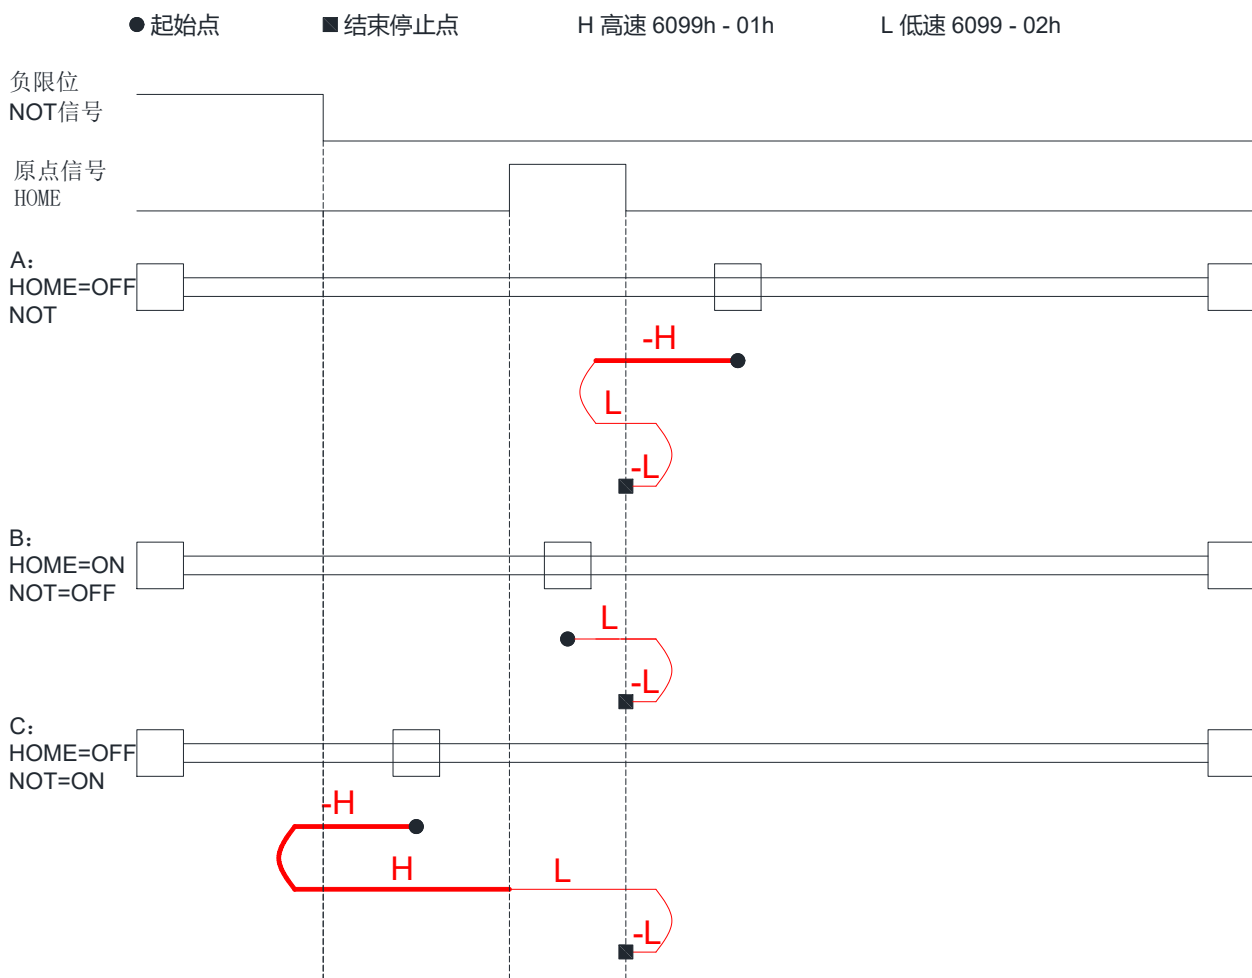 ● 起始点 ■ 结束停止点 H 高速 6099h - 01h L 低速 6099 - 02h
负限位
NOT信号
原点信号
HOME
A:
HOME=OFF
NOT
-H
L
-L
B:
HOME=ON
NOT=OFF
L
-L
C:
HOME=OFF
NOT=ON
-H
H L
-L